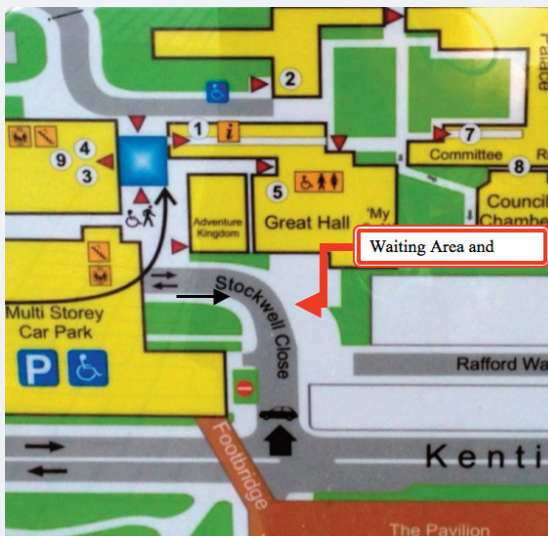 Palace
2
1
i
7
4
9
3
Committee
8
5
Great Hall
'My
Council
Chambe
Adventure
Kingdom
Waiting Area and
Stockwell Close
Multi Storey
Car Park
P
Rafford Wa
Footbridge
Kenti
The Pavilion